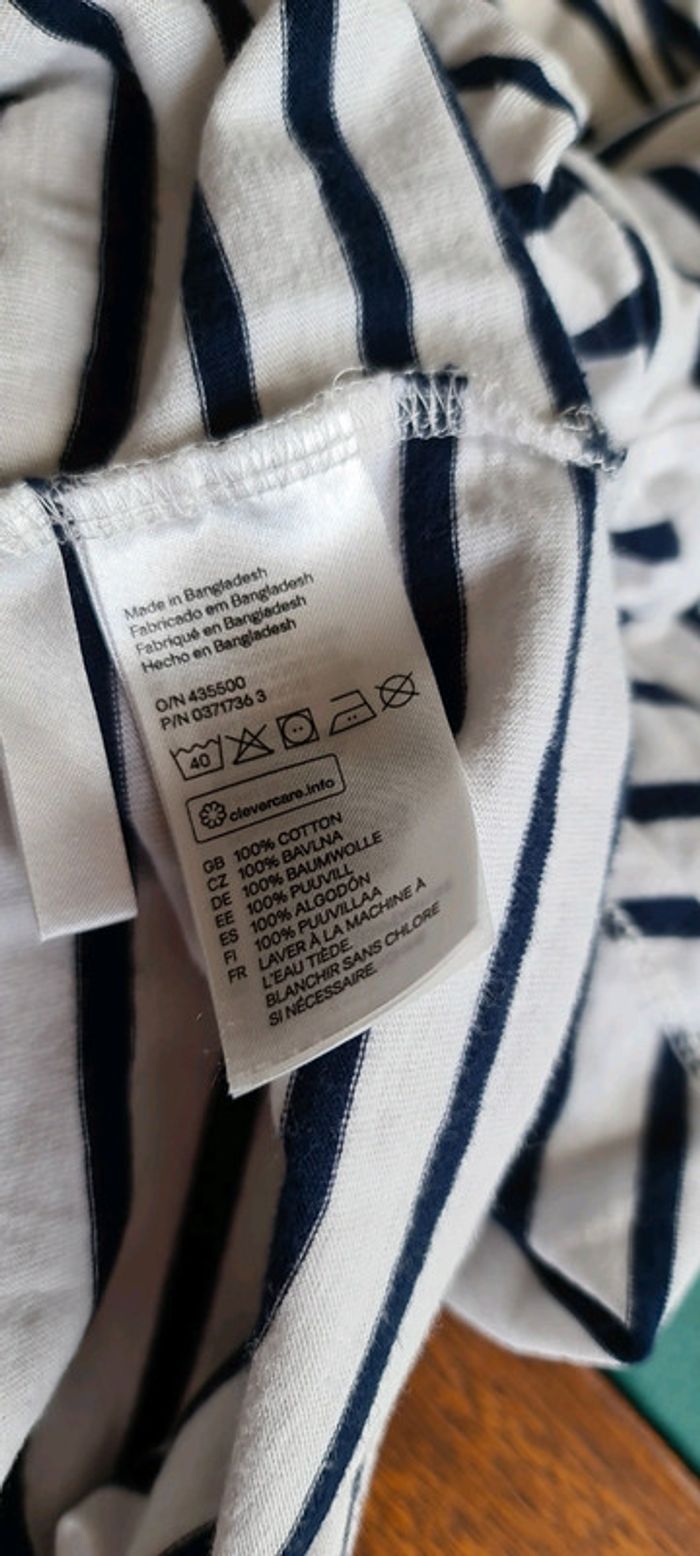 Made in Bangladesh
Fabricado em Bangladesh
Fabriqué en Bangladesh
Hecho en Bangladesh
O/N 435500
P/N 0371736 3
40
clevercare.info
GB 100% COTTON
CZ 100% BAVLNA
DE 100% BAUMWOLLE
EE 100% PUUVILL
ES 100% ALGODÓN
FI 100% PUUVILLAA
FR LAVER À LA MACHINE À
L'EAU TIÈDE.
BLANCHIR SANS CHLORE
SI NÉCESSAIRE.